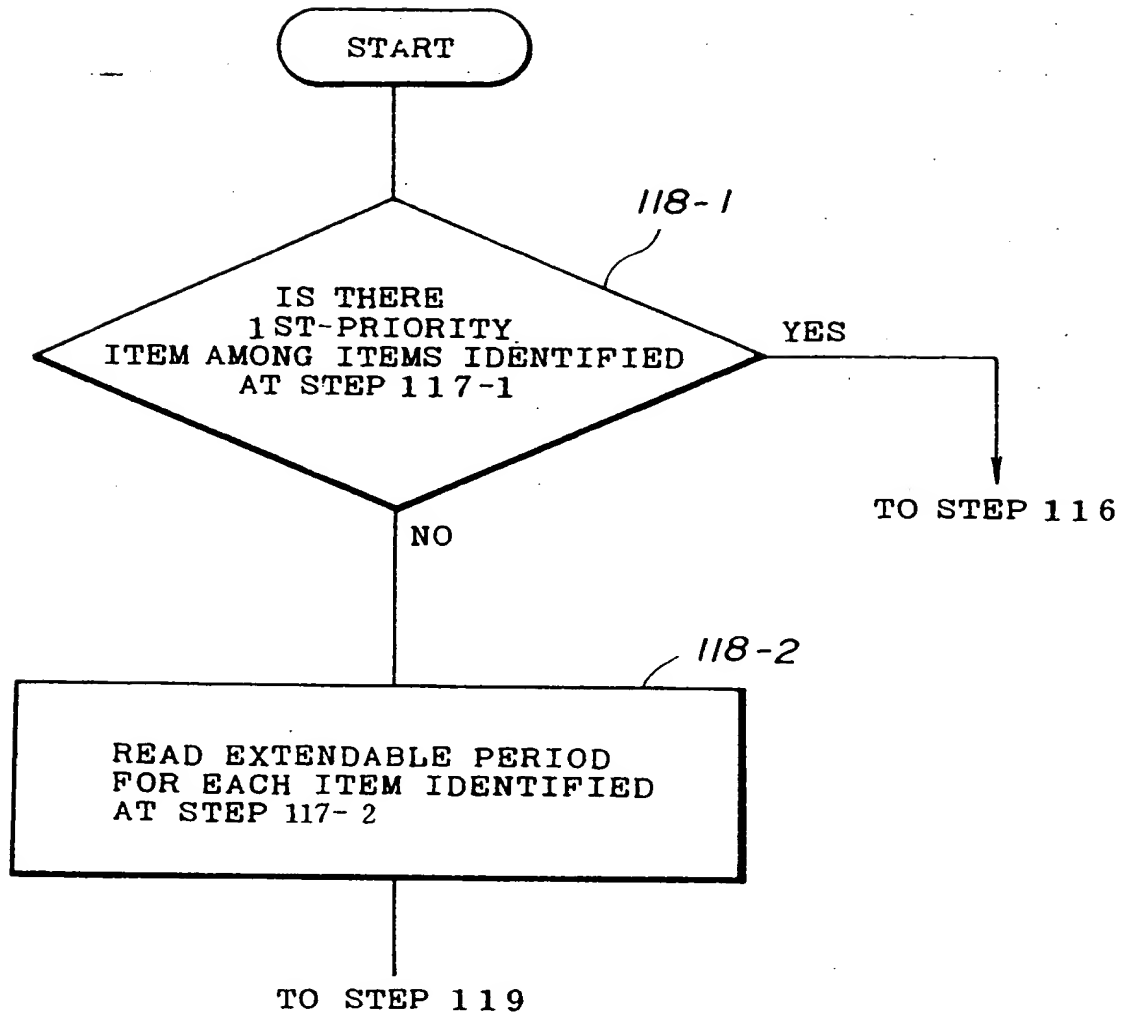 START
118-1
IS THERE
1ST-PRIORITY
ITEM AMONG ITEMS IDENTIFIED
AT STEP 117-1
YES
TO STEP 116
NO
118-2
READ EXTENDABLE PERIOD
FOR EACH ITEM IDENTIFIED
AT STEP 117-2
TO STEP 119